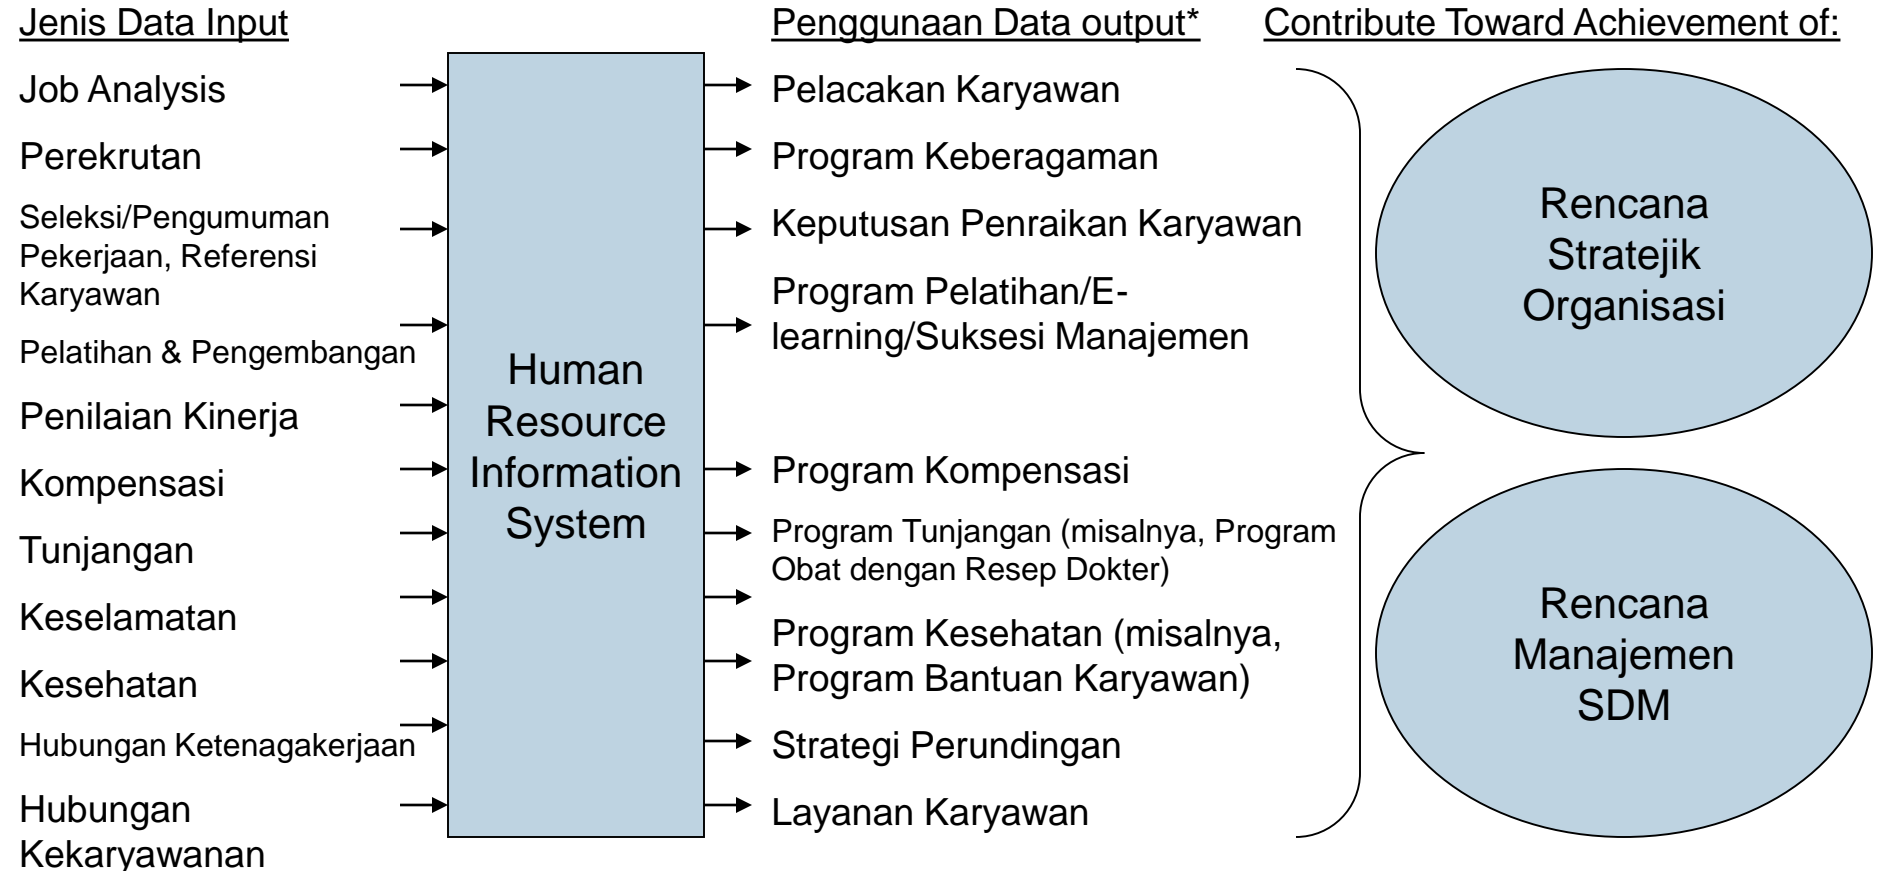 Jenis Data Input
Job Analysis
Perekrutan
Seleksi/Pengumuman
Pekerjaan, Referensi
Karyawan
Pelatihan & Pengembangan
Penilaian Kinerja
Kompensasi
Tunjangan
Keselamatan
Kesehatan
Hubungan Ketenagakerjaan
Hubungan
Kekaryawanan
Human
Resource
Information
System
Penggunaan Data output*
Pelacakan Karyawan
Program Keberagaman
Keputusan Penraikan Karyawan
Program Pelatihan/E-
learning/Suksesi Manajemen
Program Kompensasi
Program Tunjangan (misalnya, Program
Obat dengan Resep Dokter)
Program Kesehatan (misalnya,
Program Bantuan Karyawan)
Strategi Perundingan
Layanan Karyawan
Contribute Toward Achievement of:
Rencana
Stratejik
Organisasi
Rencana
Manajemen
SDM